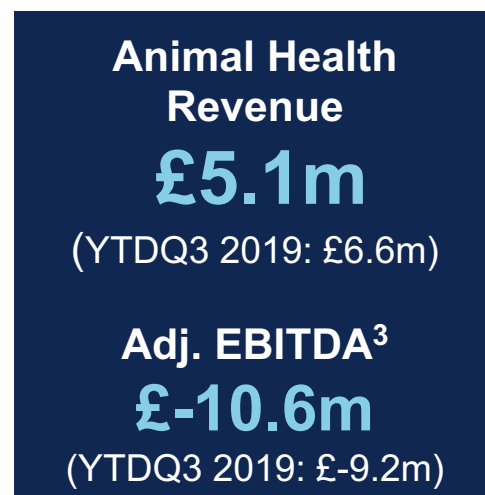 Animal Health
Revenue
£5.1m
(YTDQ3 2019: £6.6m)
Adj. EBITDA³
£-10.6m
(YTDQ3 2019: £-9.2m)